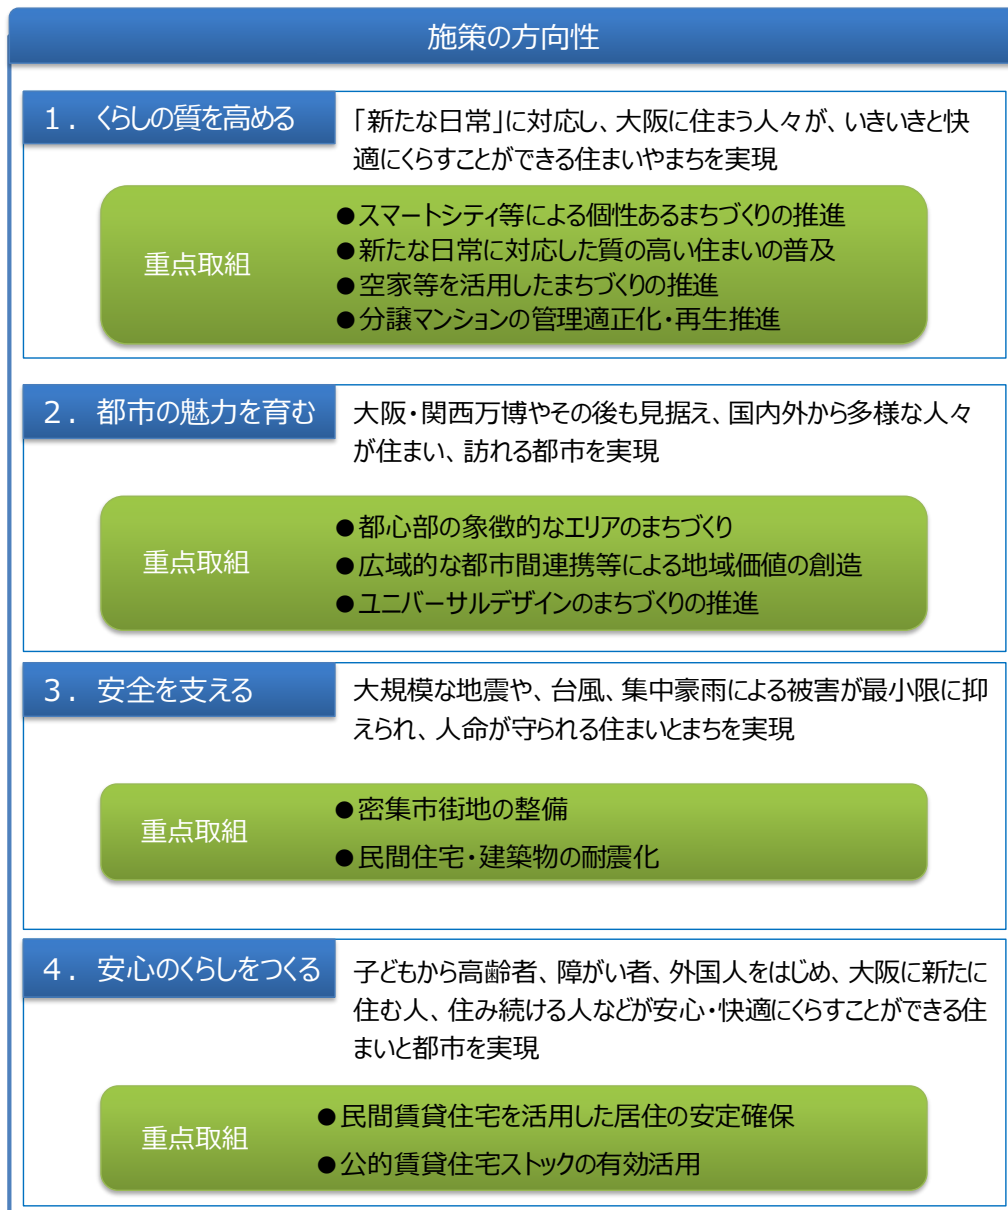 施策の方向性
１．くらしの質を高める
「新たな日常」に対応し、大阪に住まう人々が、いきいきと快
適にくらすことができる住まいやまちを実現
重点取組
●スマートシティ等による個性あるまちづくりの推進
●新たな日常に対応した質の高い住まいの普及
●空家等を活用したまちづくりの推進
●分譲マンションの管理適正化・再生推進
２．都市の魅力を育む
大阪・関西万博やその後も見据え、国内外から多様な人々
が住まい、訪れる都市を実現
重点取組
●都心部の象徴的なエリアのまちづくり
●広域的な都市間連携等による地域価値の創造
●ユニバーサルデザインのまちづくりの推進
３．安全を支える
大規模な地震や、台風、集中豪雨による被害が最小限に抑
えられ、人命が守られる住まいとまちを実現
重点取組
●密集市街地の整備
●民間住宅・建築物の耐震化
４．安心のくらしをつくる
子どもから高齢者、障がい者、外国人をはじめ、大阪に新たに
住む人、住み続ける人などが安心・快適にくらすことができる住
まいと都市を実現
重点取組
●民間賃貸住宅を活用した居住の安定確保
●公的賃貸住宅ストックの有効活用